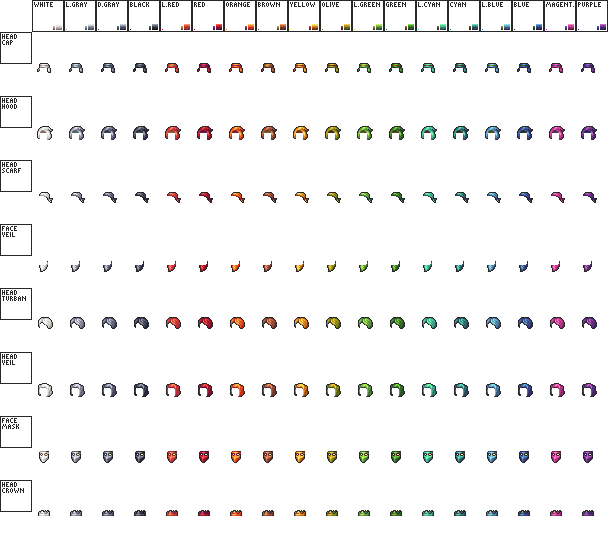 WHITE L.GRAY D.GRAY BLACK L.RED RED ORANGE BROWN YELLOW OLIVE L.GREEN GREEN L.CYAN CYAN L.BLUE BLUE MAGENT. PURPLE
HEAD
CAP
HEAD
HOOD
HEAD
SCARF
FACE
VEIL
HEAD
TURBAN
HEAD
VEIL
FACE
MASK
HEAD
CROWN